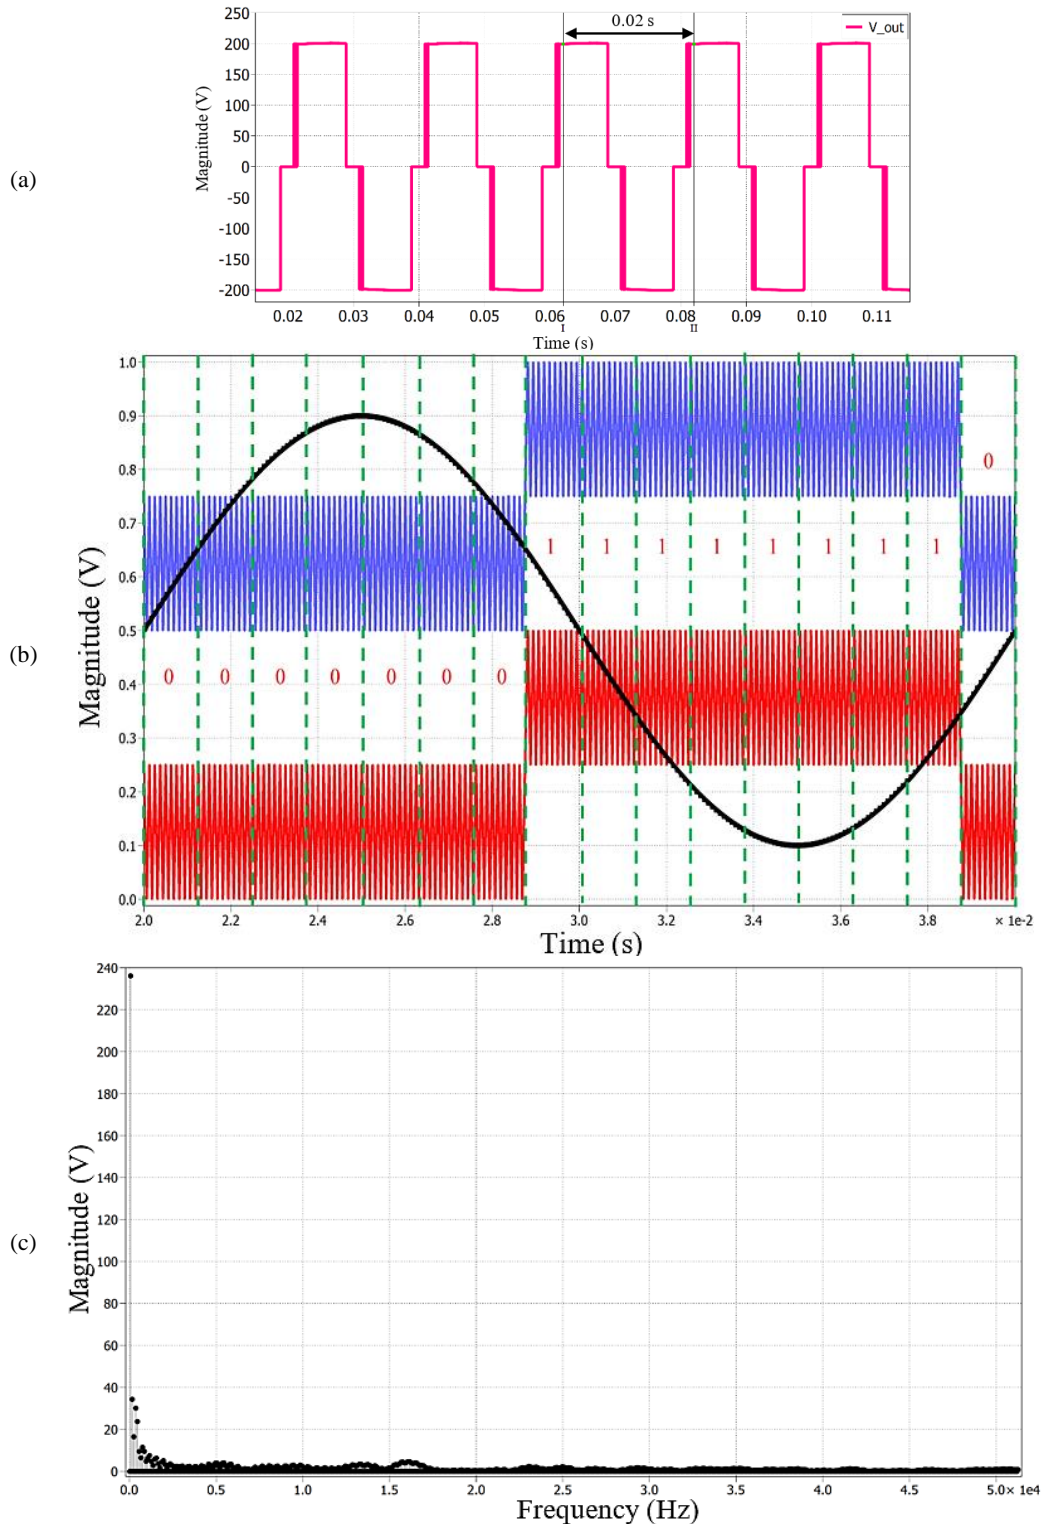 (a)
Magnitude (V)
250
200
150
100
50
0
-50
-100
-150
-200
0.02 s
V_out
0.02 0.03 0.04 0.05 0.06 0.07 0.08 0.09 0.10 0.11
I II
Time (s)
(b)
Magnitude (V)
1.0
0.9
0.8
0.7
0.6
0.5
0.4
0.3
0.2
0.1
0.0
0
1 1 1 1 1 1 1 1
0 0 0 0 0 0 0
2.0 2.2 2.4 2.6 2.8 3.0 3.2 3.4 3.6 3.8 × 1e-2
Time (s)
(c)
Magnitude (V)
240
220
200
180
160
140
120
100
80
60
40
20
0
0.0 0.5 1.0 1.5 2.0 2.5 3.0 3.5 4.0 4.5 5.0 × 1e4
Frequency (Hz)